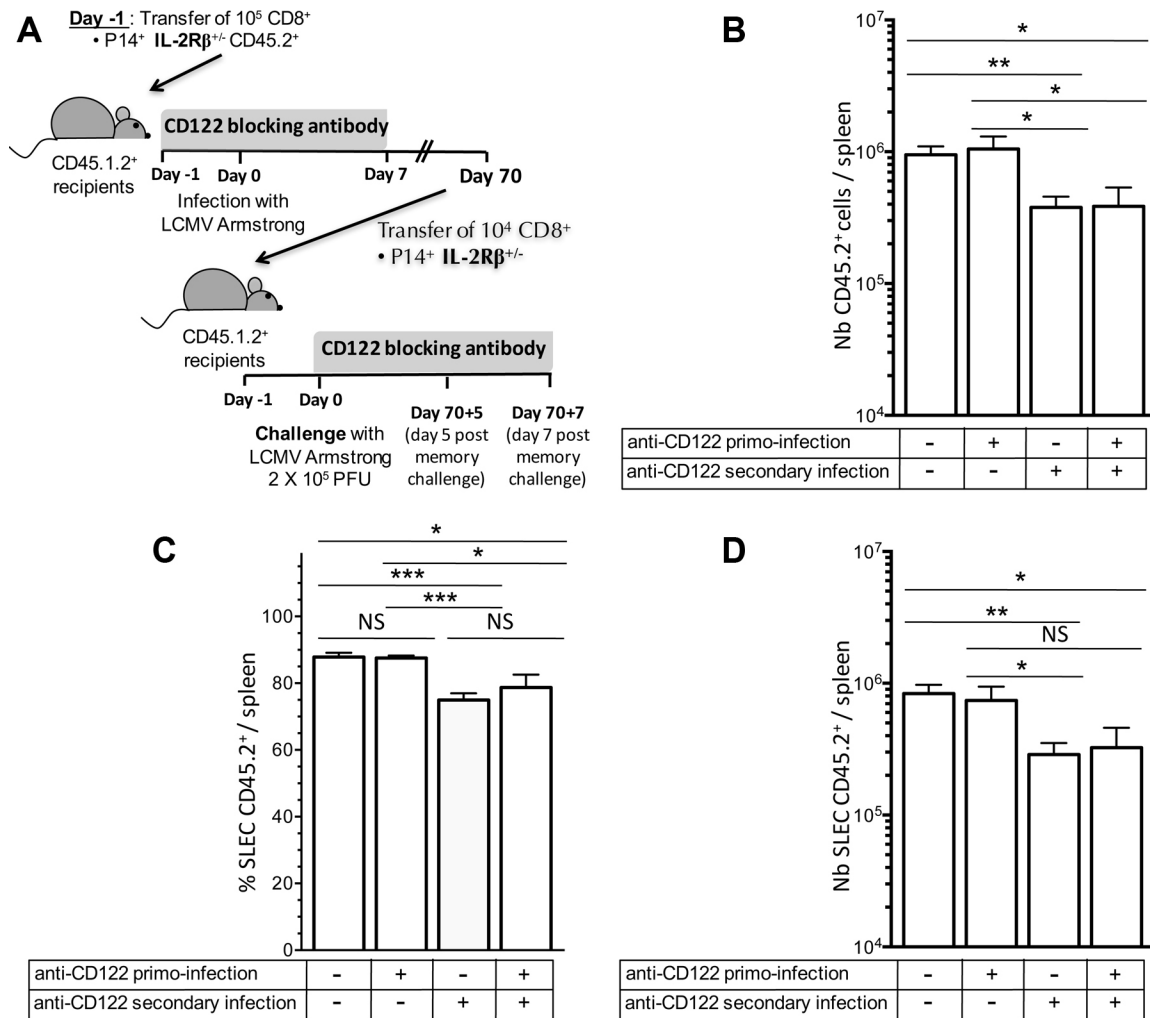 A
Day -1 : Transfer of 10⁵ CD8⁺
• P14⁺ IL-2Rβ⁺/⁻ CD45.2⁺
CD122 blocking antibody
CD45.1.2⁺
recipients
Day -1 Day 0 Day 7 Day 70
Infection with
LCMV Armstrong
Transfer of 10⁴ CD8⁺
• P14⁺ IL-2Rβ⁺/⁻
CD45.1.2⁺
recipients
CD122 blocking antibody
Day -1 Day 0 Day 70+5 Day 70+7
Challenge with (day 5 post (day 7 post
LCMV Armstrong memory memory
2 X 10⁵ PFU challenge) challenge)
B
Nb CD45.2⁺ cells / spleen
10⁷
10⁶
10⁵
10⁴
*
**
*
*
anti-CD122 primo-infection - + - +
anti-CD122 secondary infection - - + +
C
% SLEC CD45.2⁺ / spleen
100
80
60
40
20
0
*
*
***
***
NS NS
anti-CD122 primo-infection - + - +
anti-CD122 secondary infection - - + +
D
Nb SLEC CD45.2⁺ / spleen
10⁷
10⁶
10⁵
10⁴
*
**
NS
*
anti-CD122 primo-infection - + - +
anti-CD122 secondary infection - - + +